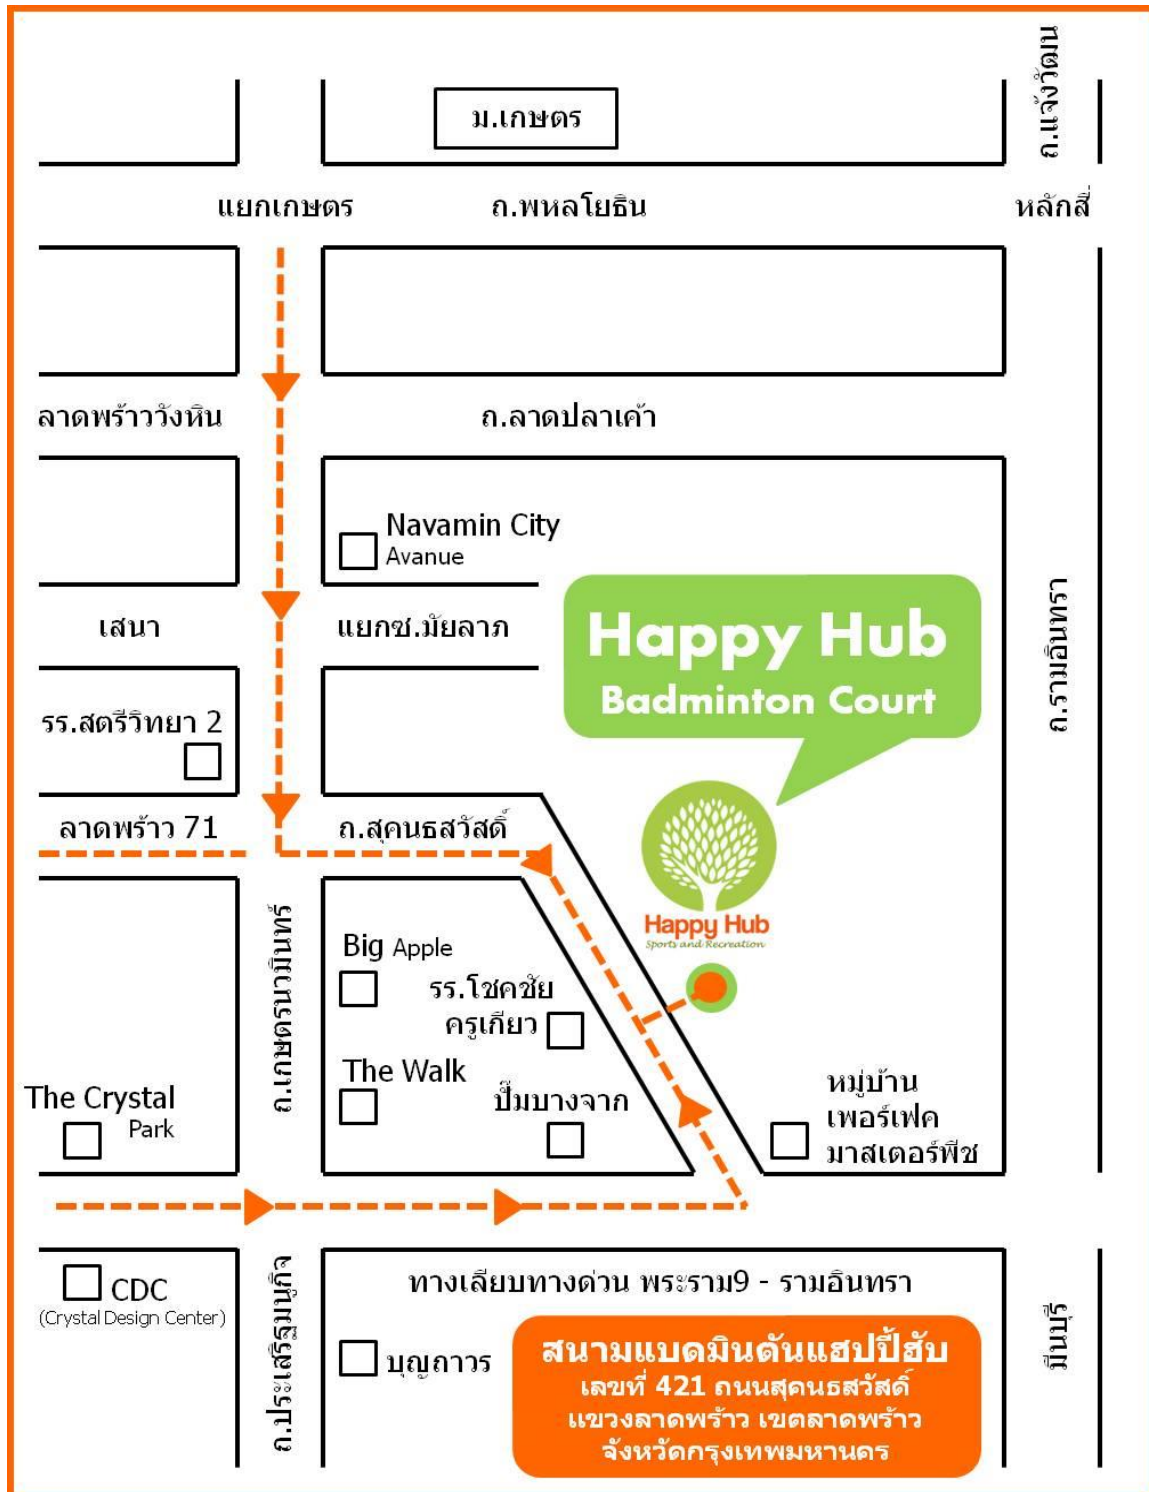 ถ.แจ้งวัฒน
ม.เกษตร
แยกเกษตร
ถ.พหลโยธิน
หลักสี่
ลาดพร้าววังหิน
ถ.ลาดปลาเค้า
Navamin City
Avanue
เสนา
แยกซ.มัยลาภ
Happy Hub
Badminton Court
ถ.รามอินทรา
รร.สตรีวิทยา 2
ลาดพร้าว 71
ถ.สุคนธสวัสดิ์
Happy Hub
Sports and Recreation
ถ.เกษตรนวมินทร์
Big Apple
รร.โชคชัย
ครูเกียว
The Walk
ปั๊มบางจาก
The Crystal
Park
หมู่บ้าน
เพอร์เฟค
มาสเตอร์พีช
CDC
(Crystal Design Center)
ถ.ประเสริฐมนูกิจ
ทางเลียบทางด่วน พระราม9 - รามอินทรา
บุญถาวร
มีนบุรี
สนามแบดมินตันแฮปปี้ฮับ
เลขที่ 421 ถนนสุคนธสวัสดิ์
แขวงลาดพร้าว เขตลาดพร้าว
จังหวัดกรุงเทพมหานคร